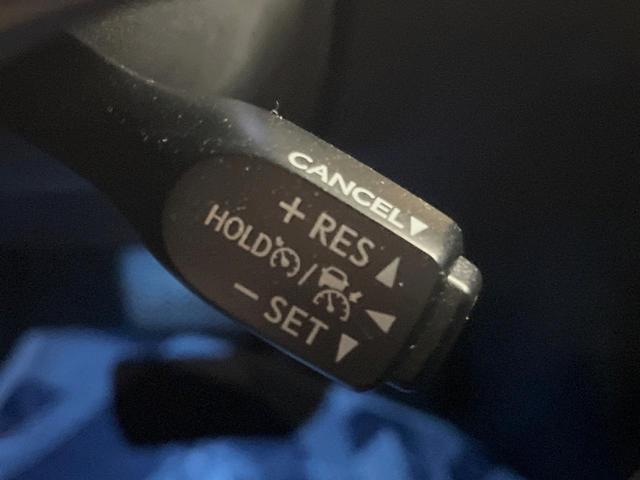 CANCEL▼
+ RES ▲
HOLD / ◀
− SET ▼